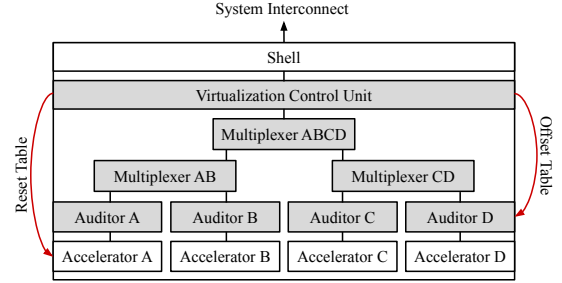 System Interconnect
Shell
Virtualization Control Unit
Multiplexer ABCD
Reset Table
Offset Table
Multiplexer AB
Multiplexer CD
Auditor A
Auditor B
Auditor C
Auditor D
Accelerator A
Accelerator B
Accelerator C
Accelerator D